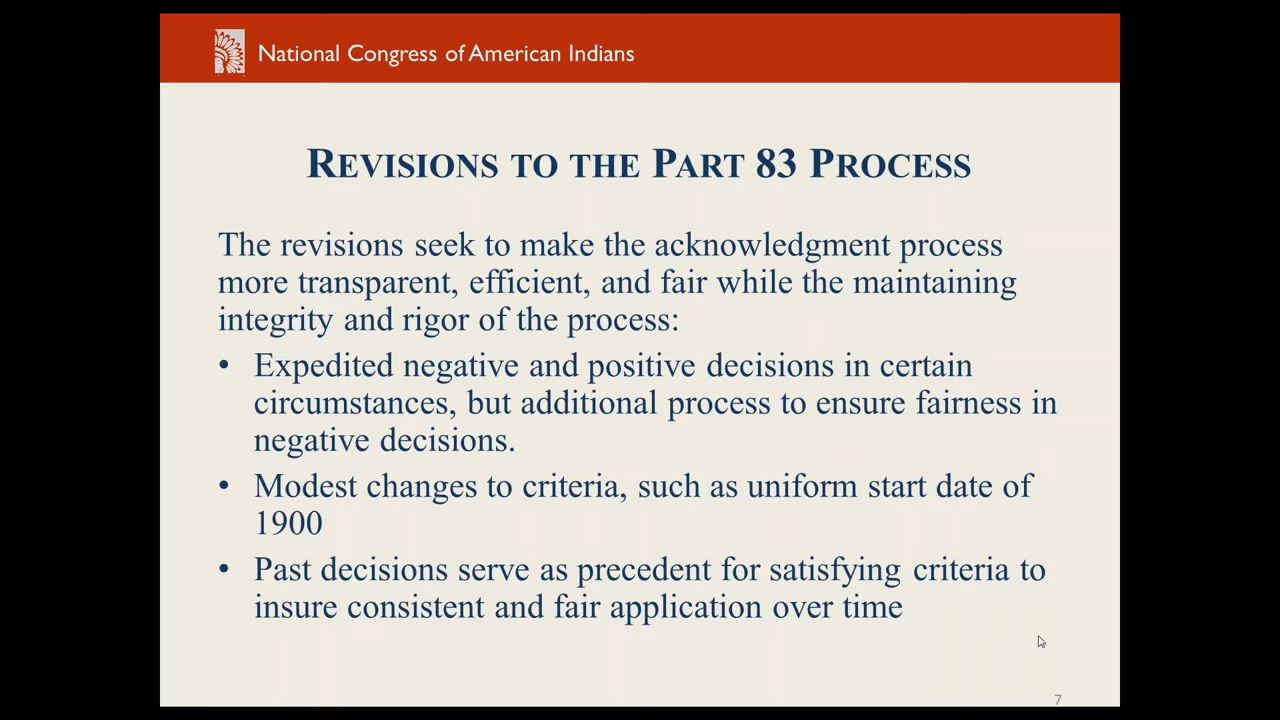 National Congress of American Indians
REVISIONS TO THE PART 83 PROCESS
The revisions seek to make the acknowledgment process
more transparent, efficient, and fair while the maintaining
integrity and rigor of the process:
• Expedited negative and positive decisions in certain
circumstances, but additional process to ensure fairness in
negative decisions.
• Modest changes to criteria, such as uniform start date of
1900
• Past decisions serve as precedent for satisfying criteria to
insure consistent and fair application over time
7